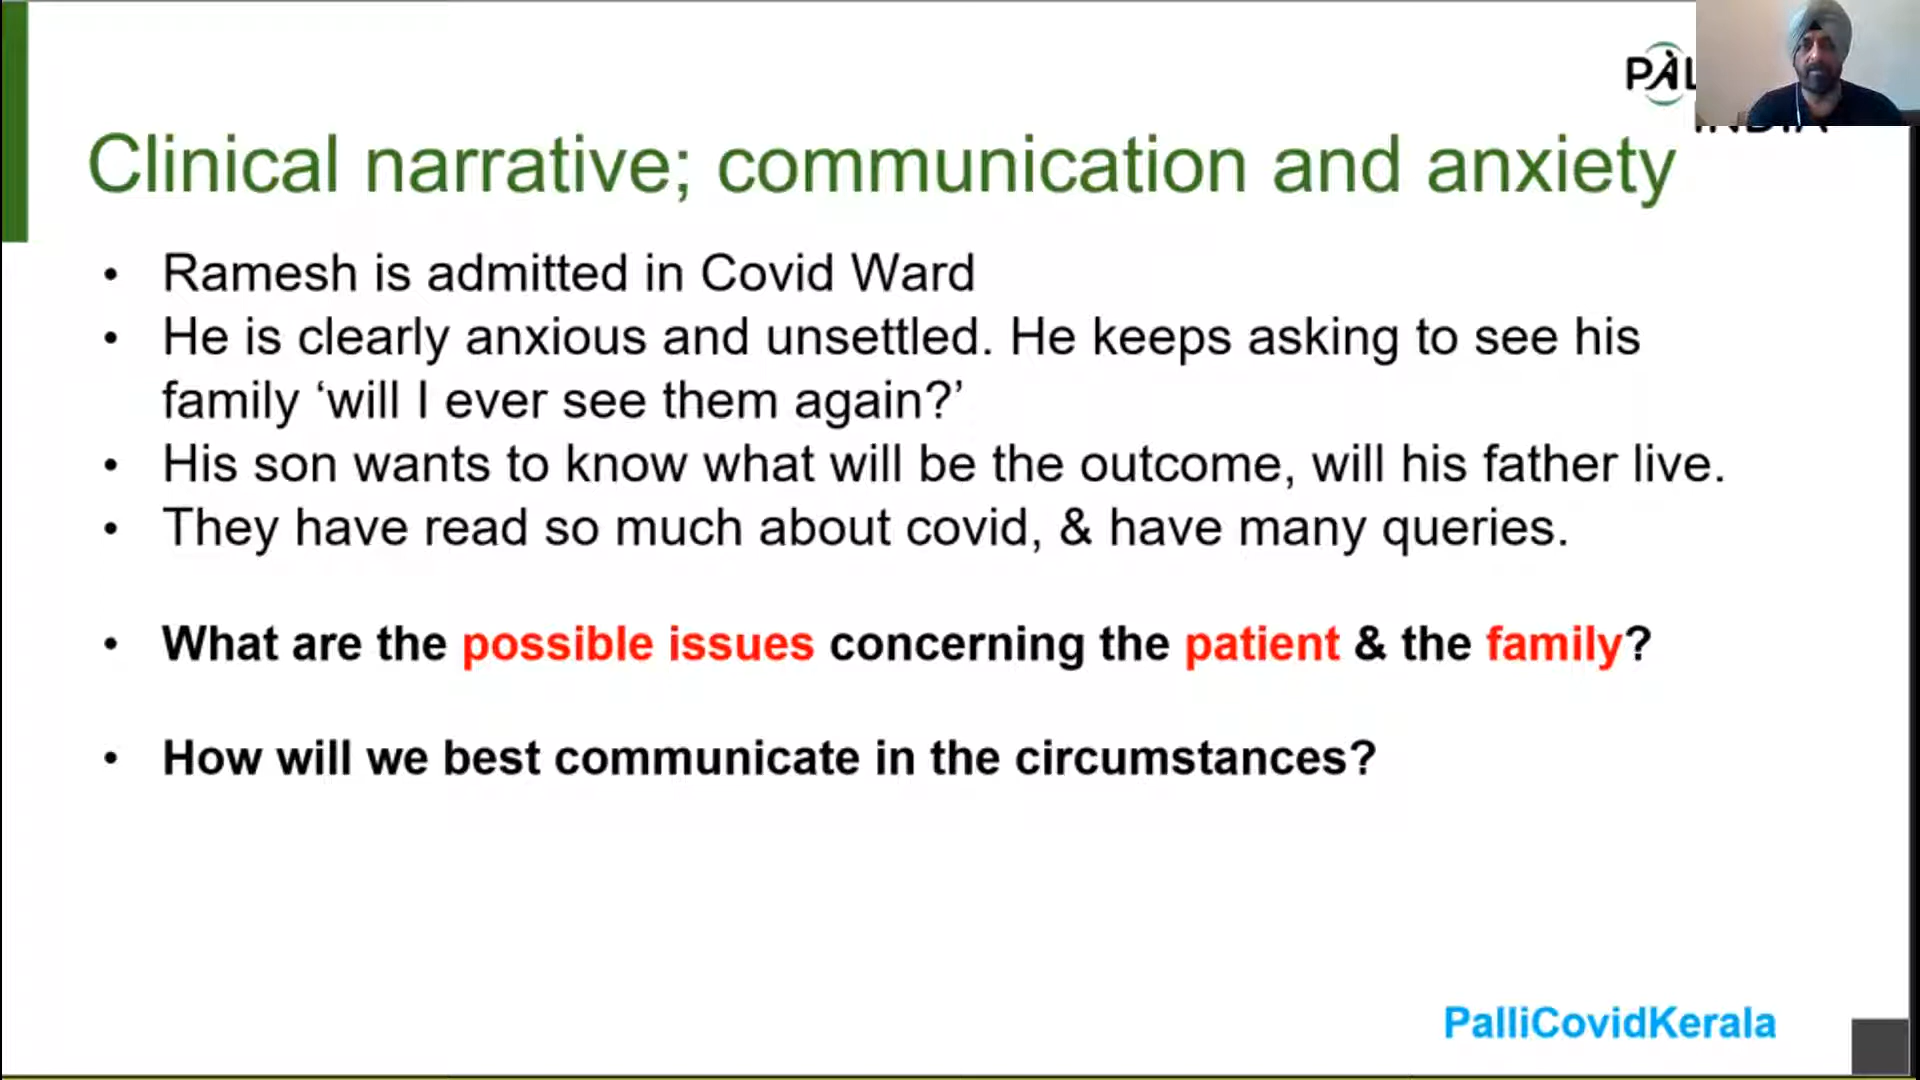 Clinical narrative; communication and anxiety
• Ramesh is admitted in Covid Ward
• He is clearly anxious and unsettled. He keeps asking to see his
family ‘will I ever see them again?’
• His son wants to know what will be the outcome, will his father live.
• They have read so much about covid, & have many queries.
• What are the possible issues concerning the patient & the family?
• How will we best communicate in the circumstances?
PalliCovidKerala